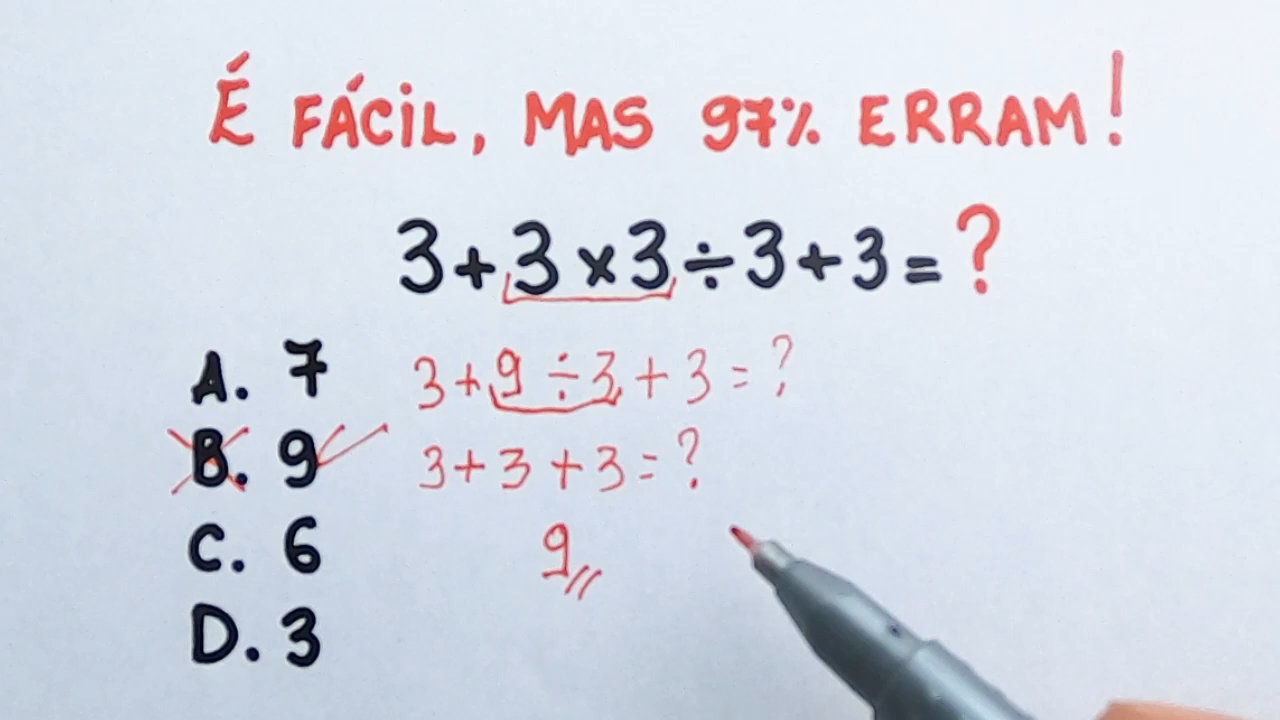 É FÁCIL, MAS 97% ERRAM!
3+3×3÷3+3=?
A. 7
3+9÷3+3=?
B. 9
3+3+3=?
C. 6
9
D. 3